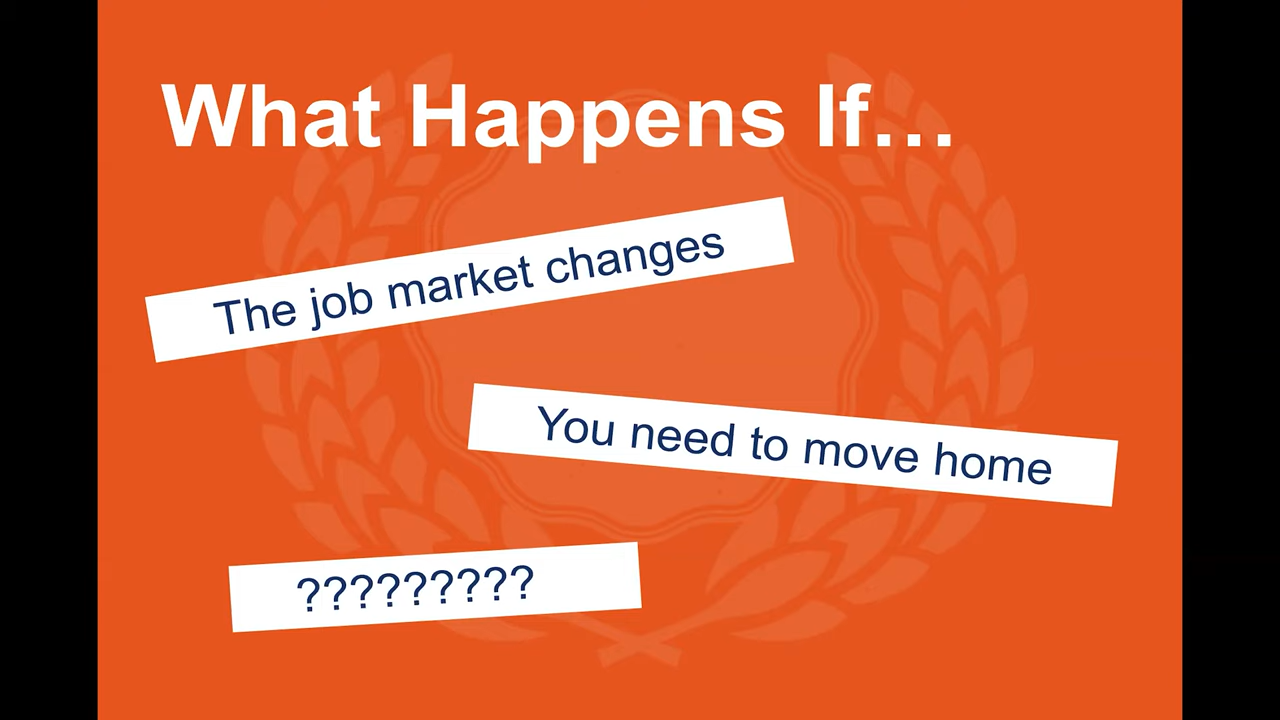 What Happens If…
The job market changes
You need to move home
?????????